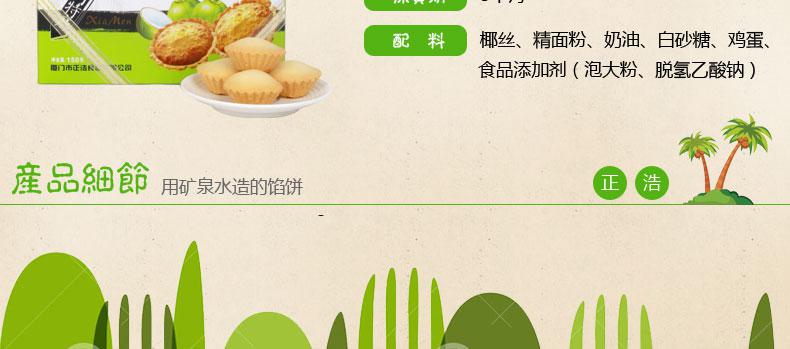 XiaMen
配 料
椰丝、精面粉、奶油、白砂糖、鸡蛋、
食品添加剂（泡大粉、脱氢乙酸钠）
產品細節 用矿泉水造的馅饼
正 浩